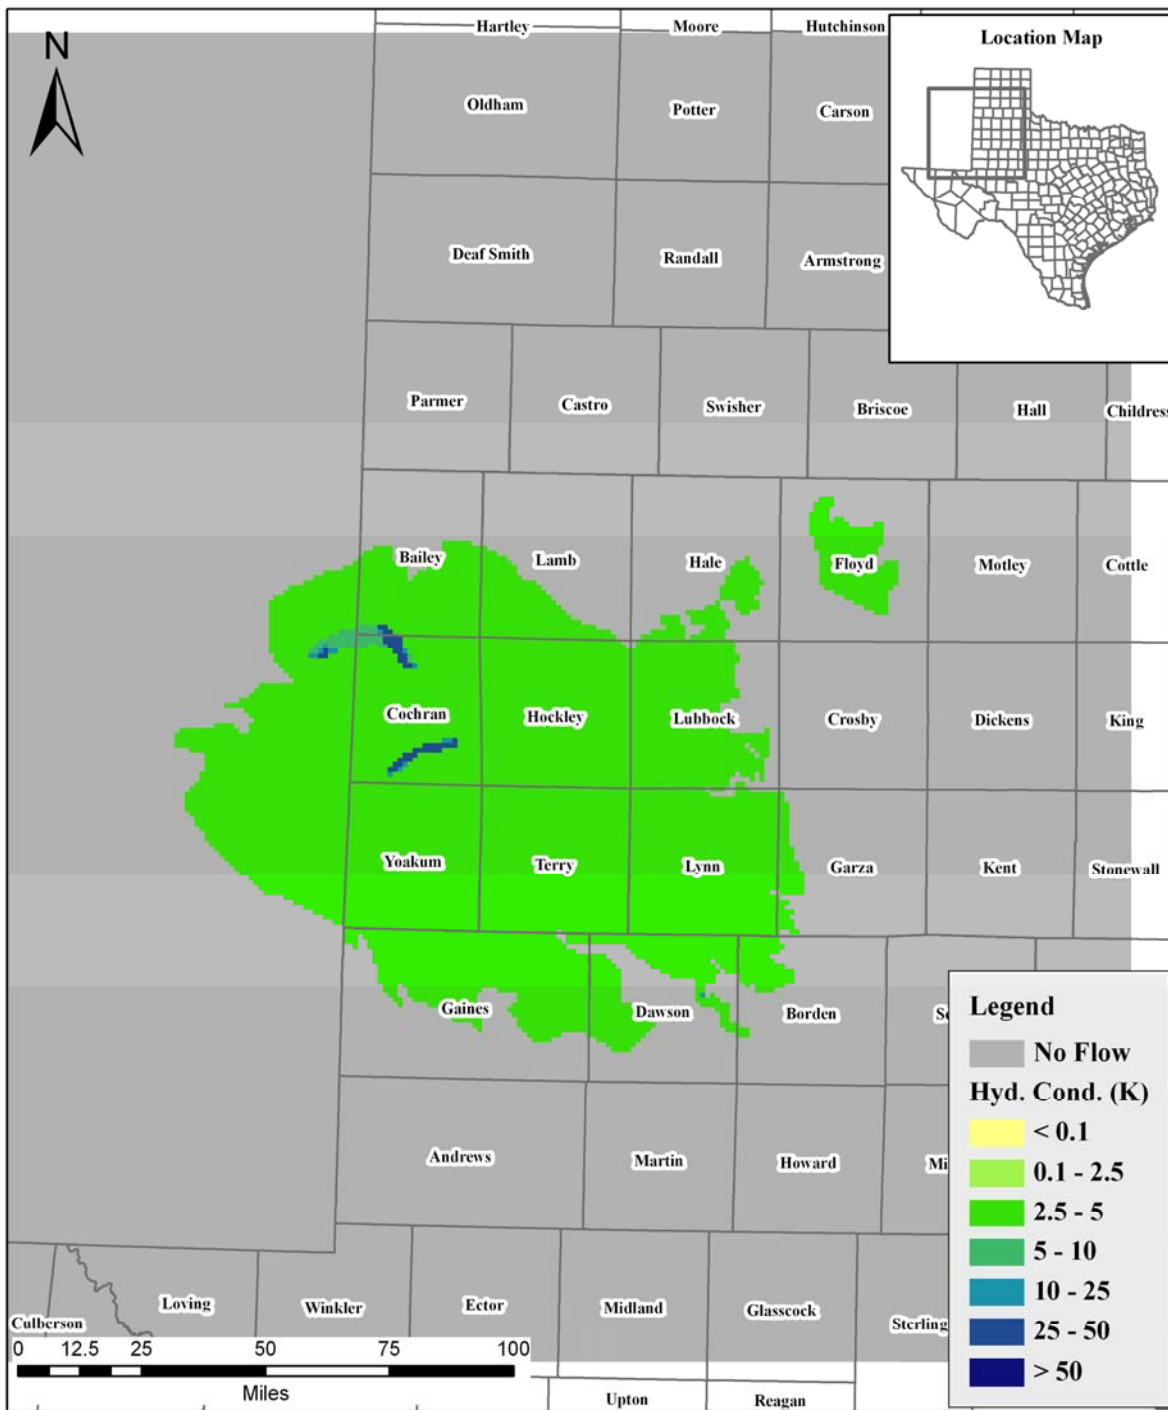 Hartley
Moore
Hutchinson
Location Map
N
Oldham
Potter
Carson
Deaf Smith
Randall
Armstrong
Parmer
Castro
Swisher
Briscoe
Hall
Childress
Bailey
Lamb
Hale
Floyd
Motley
Cottle
Cochran
Hockley
Lubbock
Crosby
Dickens
King
Yoakum
Terry
Lynn
Garza
Kent
Stonewall
Gaines
Dawson
Borden
Sc
Andrews
Martin
Howard
Mi
Culberson
Loving
Winkler
Ector
Midland
Glasscock
Sterling
Upton
Reagan
Legend
No Flow
Hyd. Cond. (K)
< 0.1
0.1 - 2.5
2.5 - 5
5 - 10
10 - 25
25 - 50
> 50
0 12.5 25 50 75 100
Miles